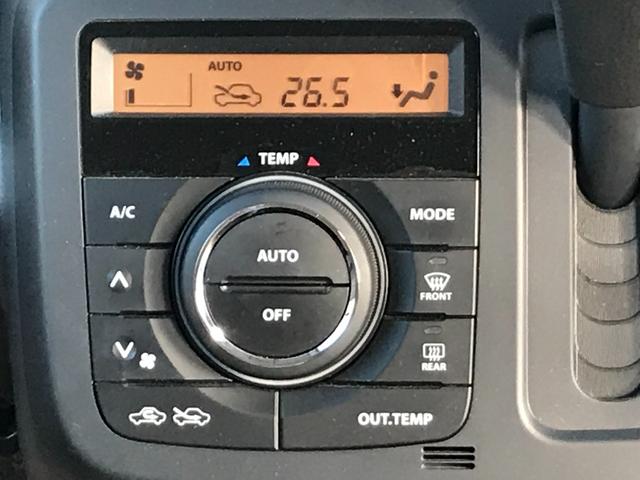 AUTO
26.5
TEMP
A/C
MODE
AUTO
OFF
FRONT
REAR
OUT.TEMP